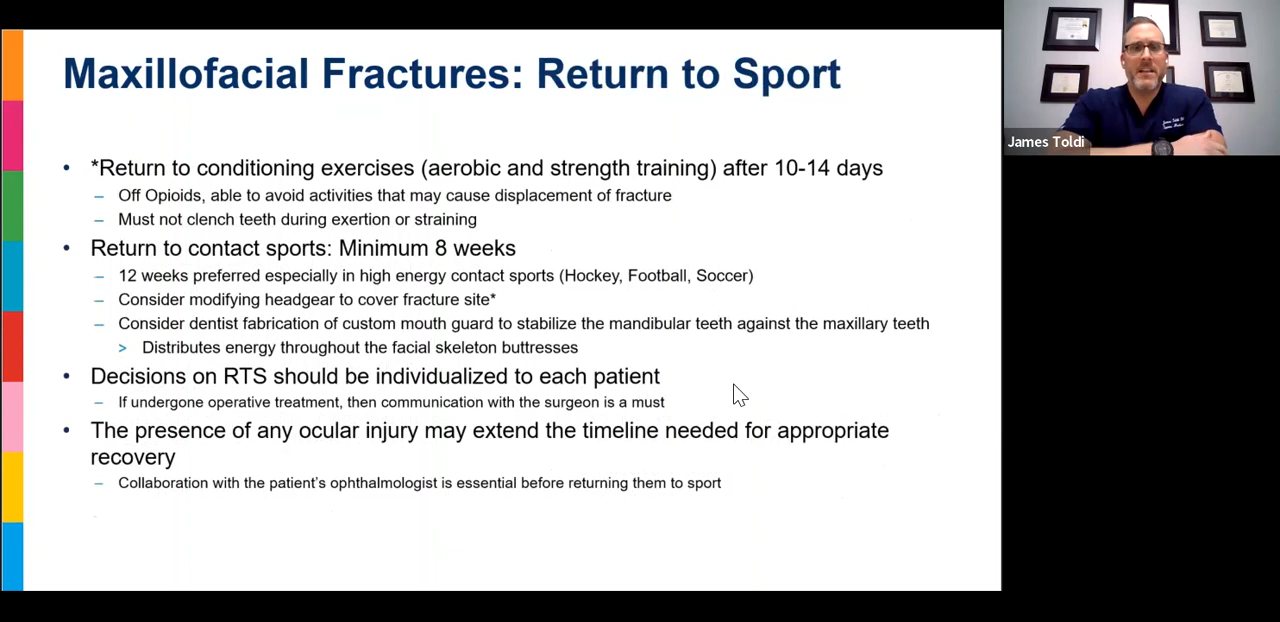 Maxillofacial Fractures: Return to Sport
• *Return to conditioning exercises (aerobic and strength training) after 10-14 days
– Off Opioids, able to avoid activities that may cause displacement of fracture
– Must not clench teeth during exertion or straining
• Return to contact sports: Minimum 8 weeks
– 12 weeks preferred especially in high energy contact sports (Hockey, Football, Soccer)
– Consider modifying headgear to cover fracture site*
– Consider dentist fabrication of custom mouth guard to stabilize the mandibular teeth against the maxillary teeth
> Distributes energy throughout the facial skeleton buttresses
• Decisions on RTS should be individualized to each patient
– If undergone operative treatment, then communication with the surgeon is a must
• The presence of any ocular injury may extend the timeline needed for appropriate
recovery
– Collaboration with the patient's ophthalmologist is essential before returning them to sport
James Toldi